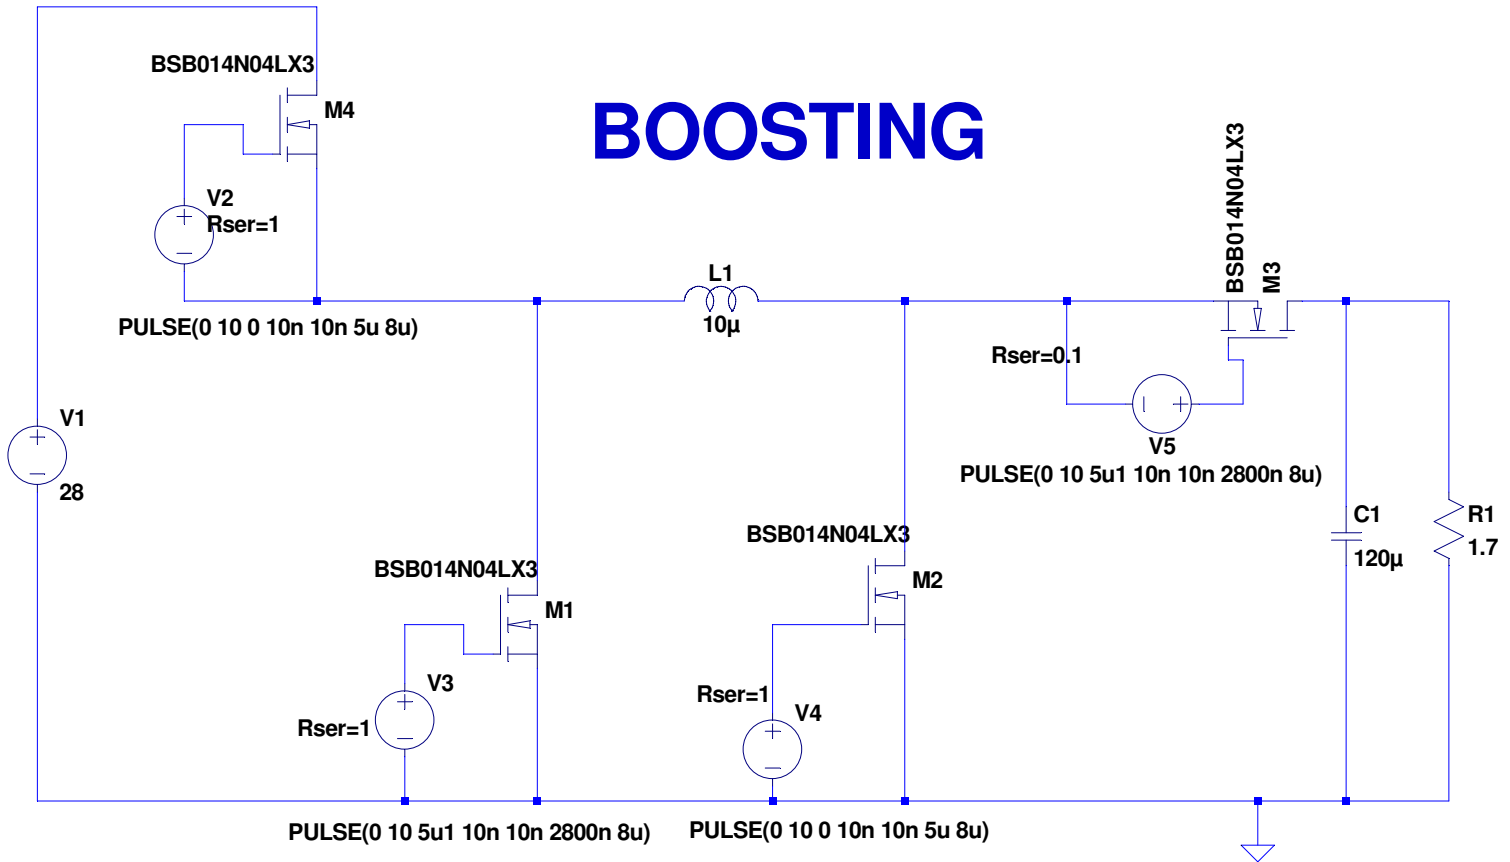 BSB014N04LX3
M4
BOOSTING
V2
Rser=1
PULSE(0 10 0 10n 10n 5u 8u)
L1
10µ
BSB014N04LX3
M3
Rser=0.1
V5
PULSE(0 10 5u1 10n 10n 2800n 8u)
V1
28
C1
120µ
R1
1.7
BSB014N04LX3
M2
BSB014N04LX3
M1
V3
Rser=1
Rser=1
V4
PULSE(0 10 5u1 10n 10n 2800n 8u)
PULSE(0 10 0 10n 10n 5u 8u)